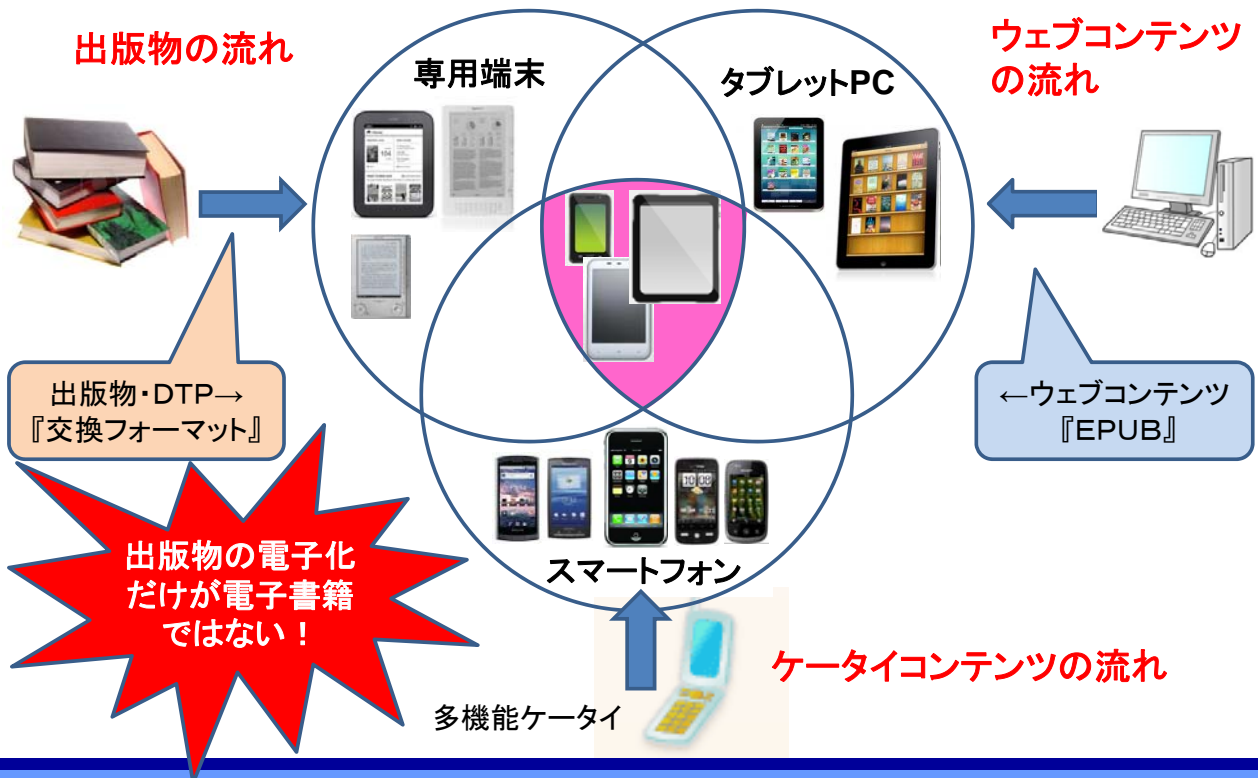 出版物の流れ
ウェブコンテンツ
の流れ
専用端末
タブレットPC
出版物・DTP→
『交換フォーマット』
←ウェブコンテンツ
『EPUB』
出版物の電子化
だけが電子書籍
ではない！
スマートフォン
ケータイコンテンツの流れ
多機能ケータイ